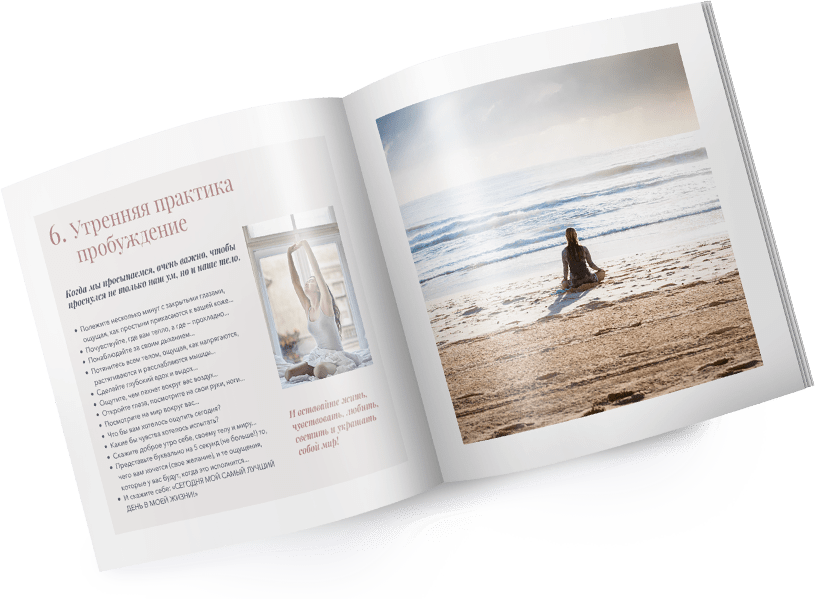 6. Утренняя практика
пробуждение
Когда мы просыпаемся, очень важно, чтобы
проснулся не только наш ум, но и наше тело.
• Полежите несколько минут с закрытыми глазами,
ощущая, как простыни прикасаются к вашей коже...
• Почувствуйте, где вам тепло, а где – прохладно...
• Понаблюдайте за своим дыханием...
• Потянитесь всем телом, ощущая, как напрягаются,
растягиваются и расслабляются мышцы...
• Сделайте глубокий вдох и выдох...
• Ощутите, чем пахнет вокруг вас воздух...
• Откройте глаза, посмотрите на свои руки, ноги...
• Посмотрите на мир вокруг вас...
• Что бы вам хотелось ощутить сегодня?
• Какие бы чувства хотелось испытать?
• Скажите доброе утро себе, своему телу и миру...
• Представьте буквально на 5 секунд (не больше!) то,
чего вам хочется (свое желание), и те ощущения,
которые у вас будут, когда это исполнится...
• И скажите себе: «СЕГОДНЯ МОЙ САМЫЙ ЛУЧШИЙ
ДЕНЬ В МОЕЙ ЖИЗНИ!»
И вставайте жить,
чувствовать, любить,
светить и украшать
собой мир!